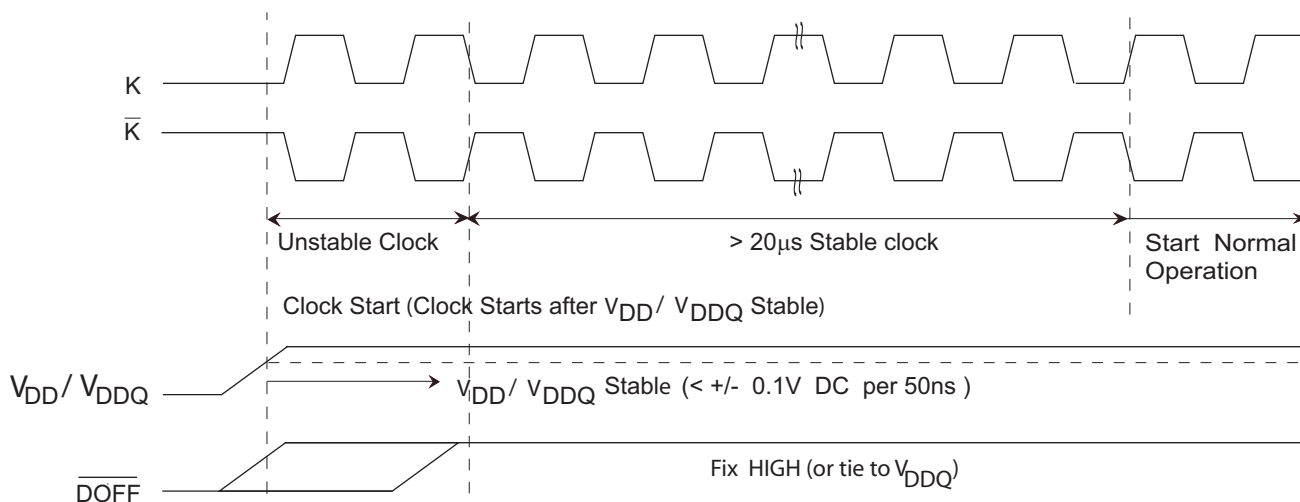 K
K̅
Unstable Clock
> 20μs Stable clock
Start Normal
Operation
Clock Start (Clock Starts after VDD / VDDQ Stable)
VDD / VDDQ
VDD / VDDQ Stable (< +/- 0.1V DC per 50ns )
Fix HIGH (or tie to VDDQ)
D̅O̅F̅F̅